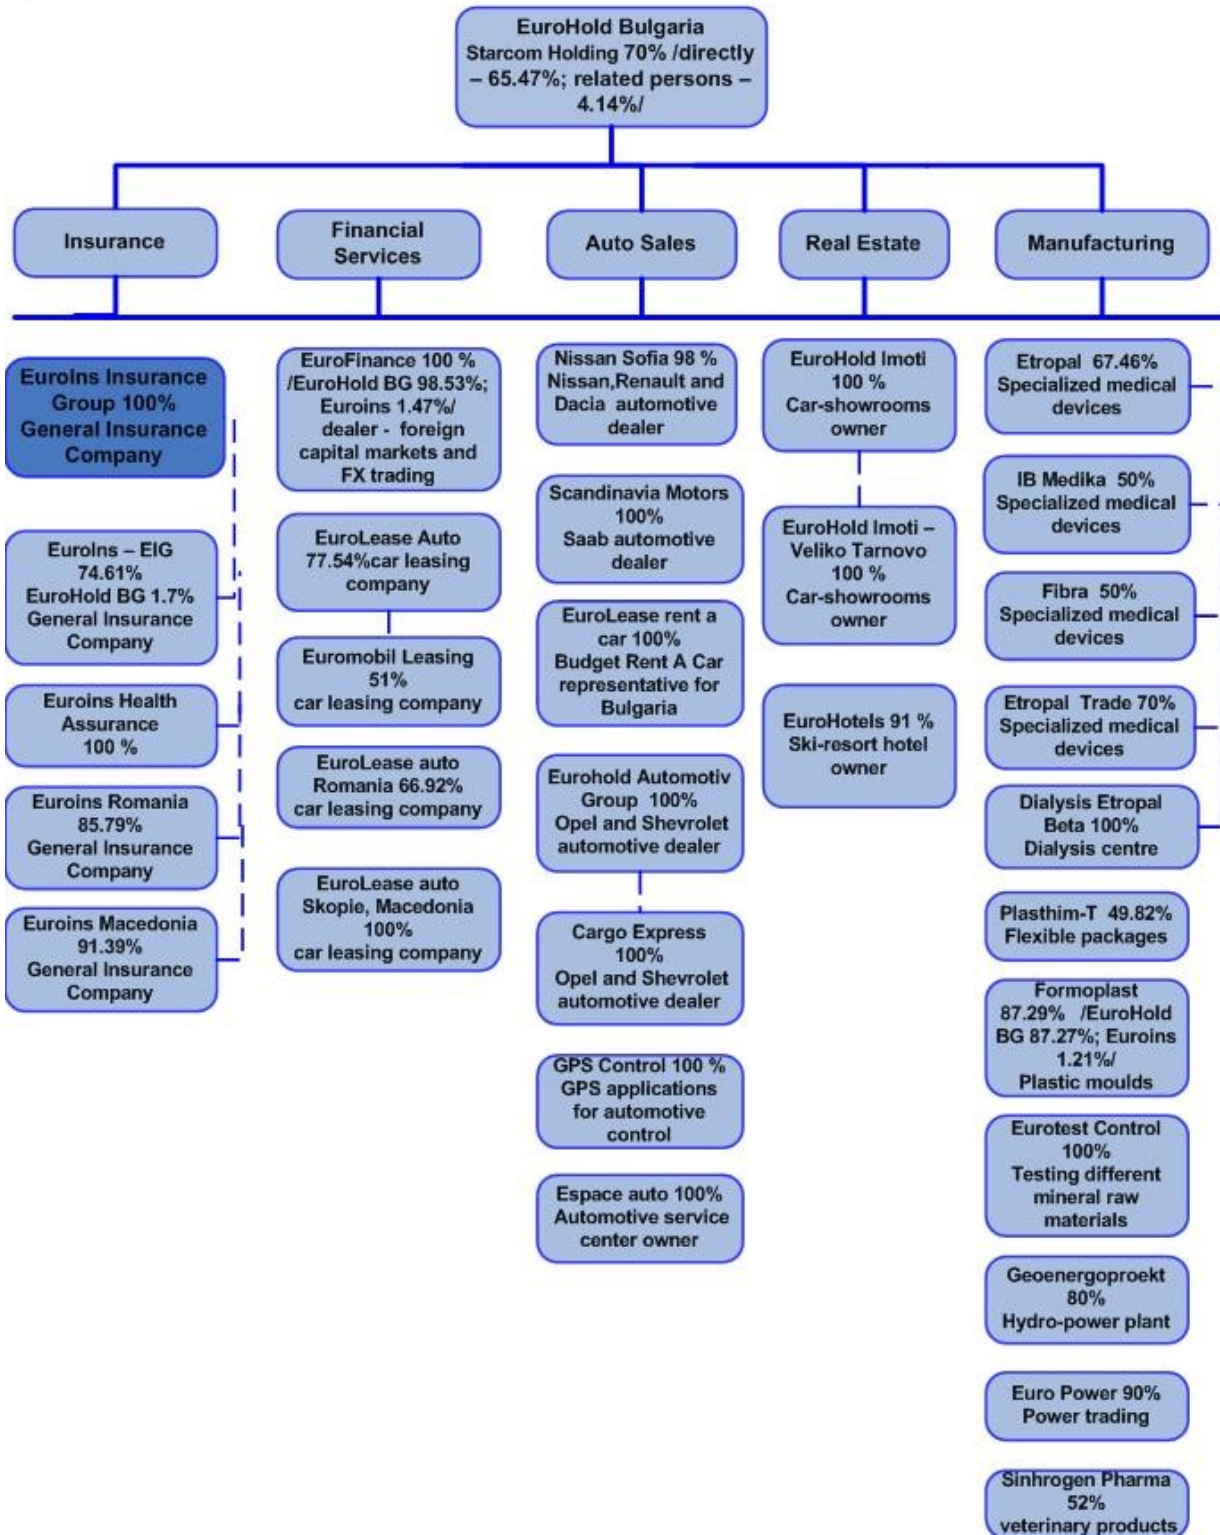 EuroHold Bulgaria
Starcom Holding 70% /directly
– 65.47%; related persons –
4.14%/
Insurance
Financial
Services
Auto Sales
Real Estate
Manufacturing
EuroIns Insurance
Group 100%
General Insurance
Company
EuroIns – EIG
74.61%
EuroHold BG 1.7%
General Insurance
Company
Euroins Health
Assurance
100 %
Euroins Romania
85.79%
General Insurance
Company
Euroins Macedonia
91.39%
General Insurance
Company
EuroFinance 100 %
/EuroHold BG 98.53%;
Euroins 1.47%/
dealer - foreign
capital markets and
FX trading
EuroLease Auto
77.54%car leasing
company
Euromobil Leasing
51%
car leasing company
EuroLease auto
Romania 66.92%
car leasing company
EuroLease auto
Skopie, Macedonia
100%
car leasing company
Nissan Sofia 98 %
Nissan,Renault and
Dacia automotive
dealer
Scandinavia Motors
100%
Saab automotive
dealer
EuroLease rent a
car 100%
Budget Rent A Car
representative for
Bulgaria
Eurohold Automotiv
Group 100%
Opel and Shevrolet
automotive dealer
Cargo Express
100%
Opel and Shevrolet
automotive dealer
GPS Control 100 %
GPS applications
for automotive
control
Espace auto 100%
Automotive service
center owner
EuroHold Imoti
100 %
Car-showrooms
owner
EuroHold Imoti –
Veliko Tarnovo
100 %
Car-showrooms
owner
EuroHotels 91 %
Ski-resort hotel
owner
Etropal 67.46%
Specialized medical
devices
IB Medika 50%
Specialized medical
devices
Fibra 50%
Specialized medical
devices
Etropal Trade 70%
Specialized medical
devices
Dialysis Etropal
Beta 100%
Dialysis centre
Plasthim-T 49.82%
Flexible packages
Formoplast
87.29% /EuroHold
BG 87.27%; Euroins
1.21%/
Plastic moulds
Eurotest Control
100%
Testing different
mineral raw
materials
Geoenergoproekt
80%
Hydro-power plant
Euro Power 90%
Power trading
Sinhrogen Pharma
52%
veterinary products